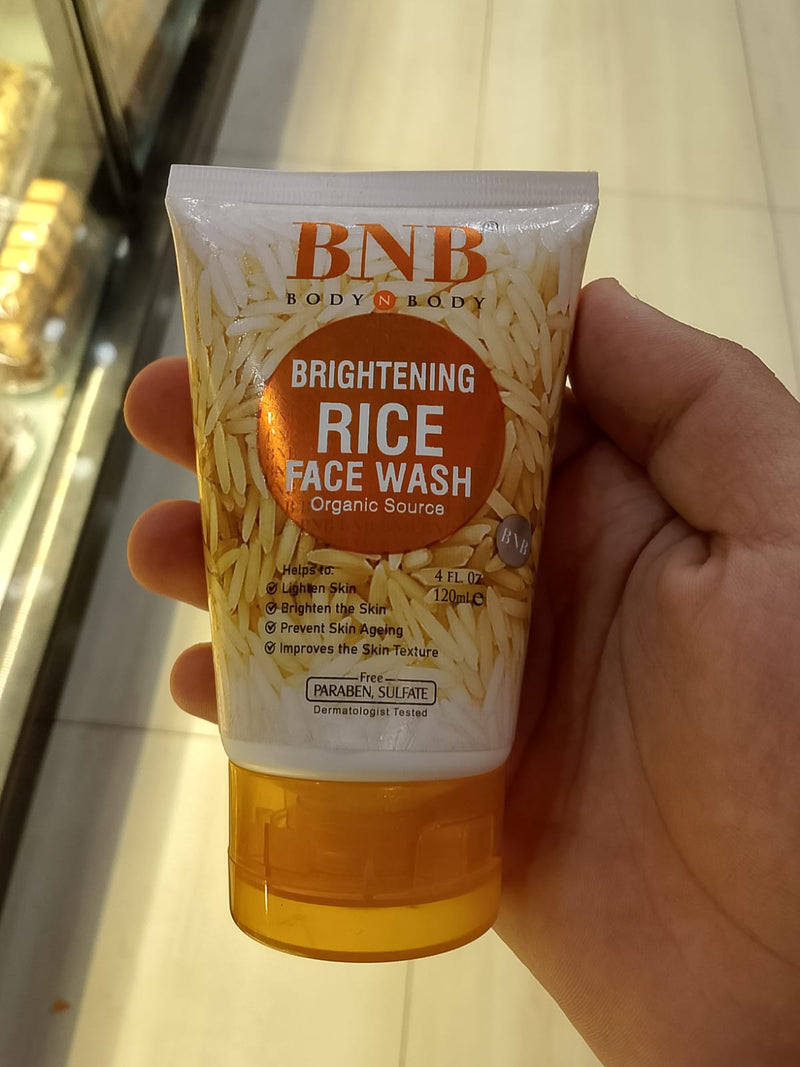 BNB®
BODY N BODY
BRIGHTENING
RICE
FACE WASH
Organic Source
BNB
Helps to:
Lighten Skin
Brighten the Skin
Prevent Skin Ageing
Improves the Skin Texture
4 FL. Oz
120ml e
Free
PARABEN, SULFATE
Dermatologist Tested